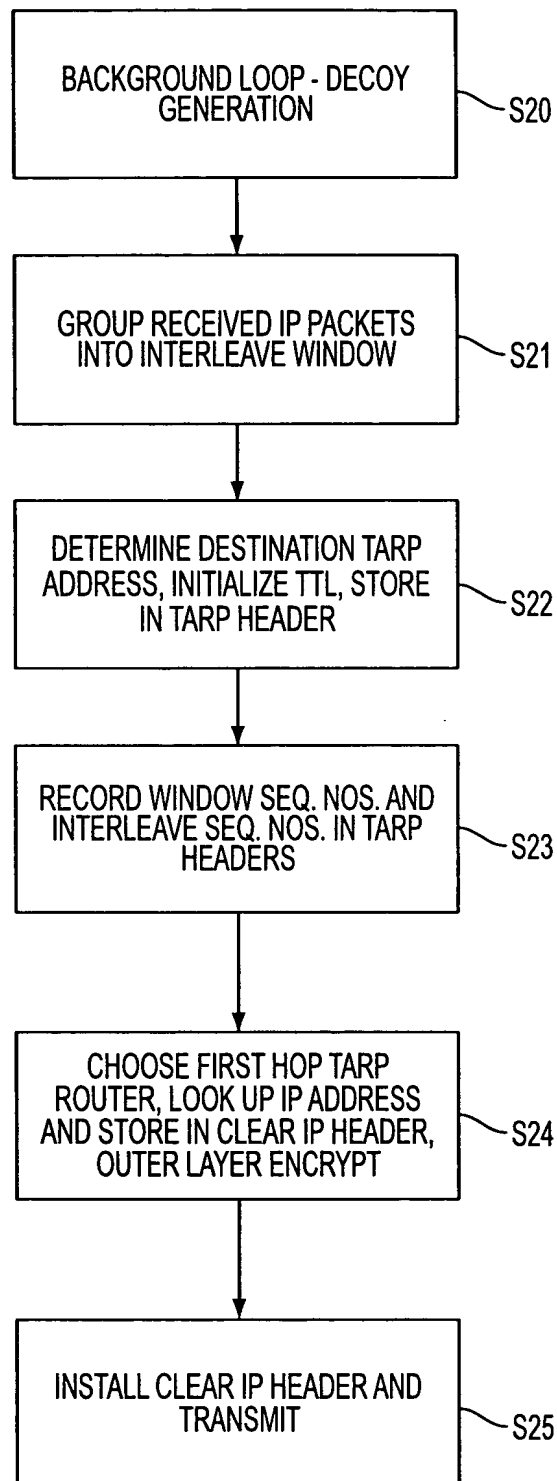 BACKGROUND LOOP - DECOY
GENERATION
S20
GROUP RECEIVED IP PACKETS
INTO INTERLEAVE WINDOW
S21
DETERMINE DESTINATION TARP
ADDRESS, INITIALIZE TTL, STORE
IN TARP HEADER
S22
RECORD WINDOW SEQ. NOS. AND
INTERLEAVE SEQ. NOS. IN TARP
HEADERS
S23
CHOOSE FIRST HOP TARP
ROUTER, LOOK UP IP ADDRESS
AND STORE IN CLEAR IP HEADER,
OUTER LAYER ENCRYPT
S24
INSTALL CLEAR IP HEADER AND
TRANSMIT
S25